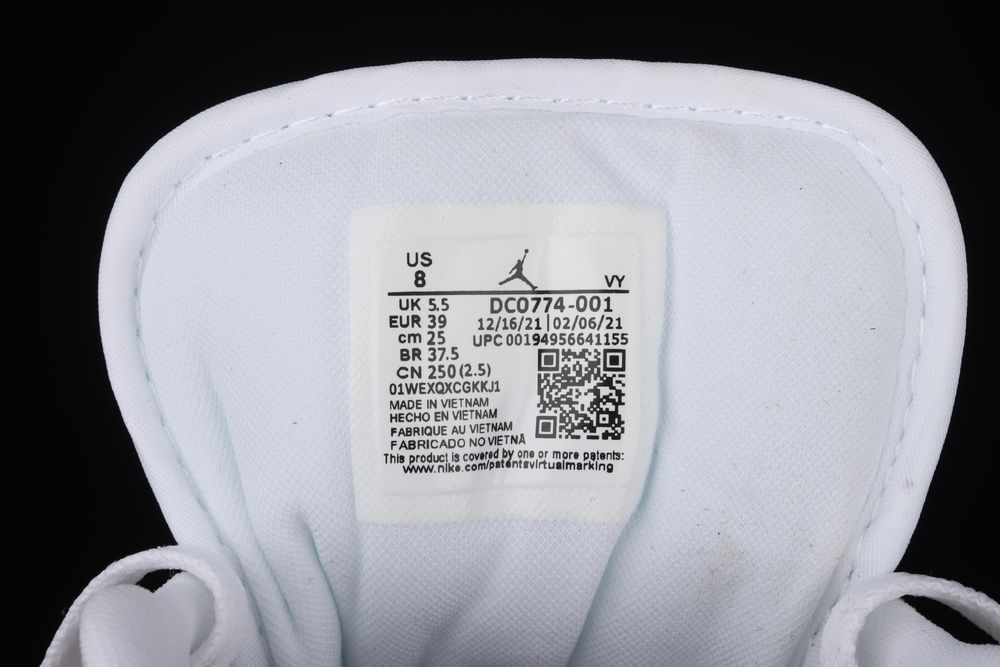 US
8
VY
UK 5.5
EUR 39
cm 25
BR 37.5
CN 250 (2.5)
DC0774-001
12/16/21 | 02/06/21
UPC 00194956641155
01WEXQXCGKKJ1
MADE IN VIETNAM
HECHO EN VIETNAM
FABRIQUE AU VIETNAM
FABRICADO NO VIETNÃ
This product is covered by one or more patents:
www.nike.com/patentsvirtualmarking